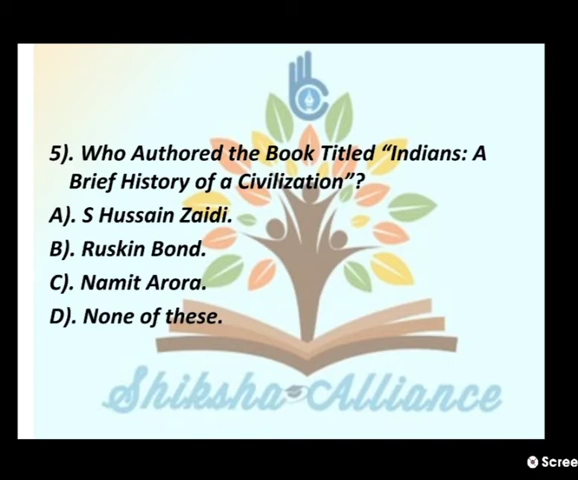 5). Who Authored the Book Titled “Indians: A
Brief History of a Civilization”?
A). S Hussain Zaidi.
B). Ruskin Bond.
C). Namit Arora.
D). None of these.
Shiksha Alliance
Scree